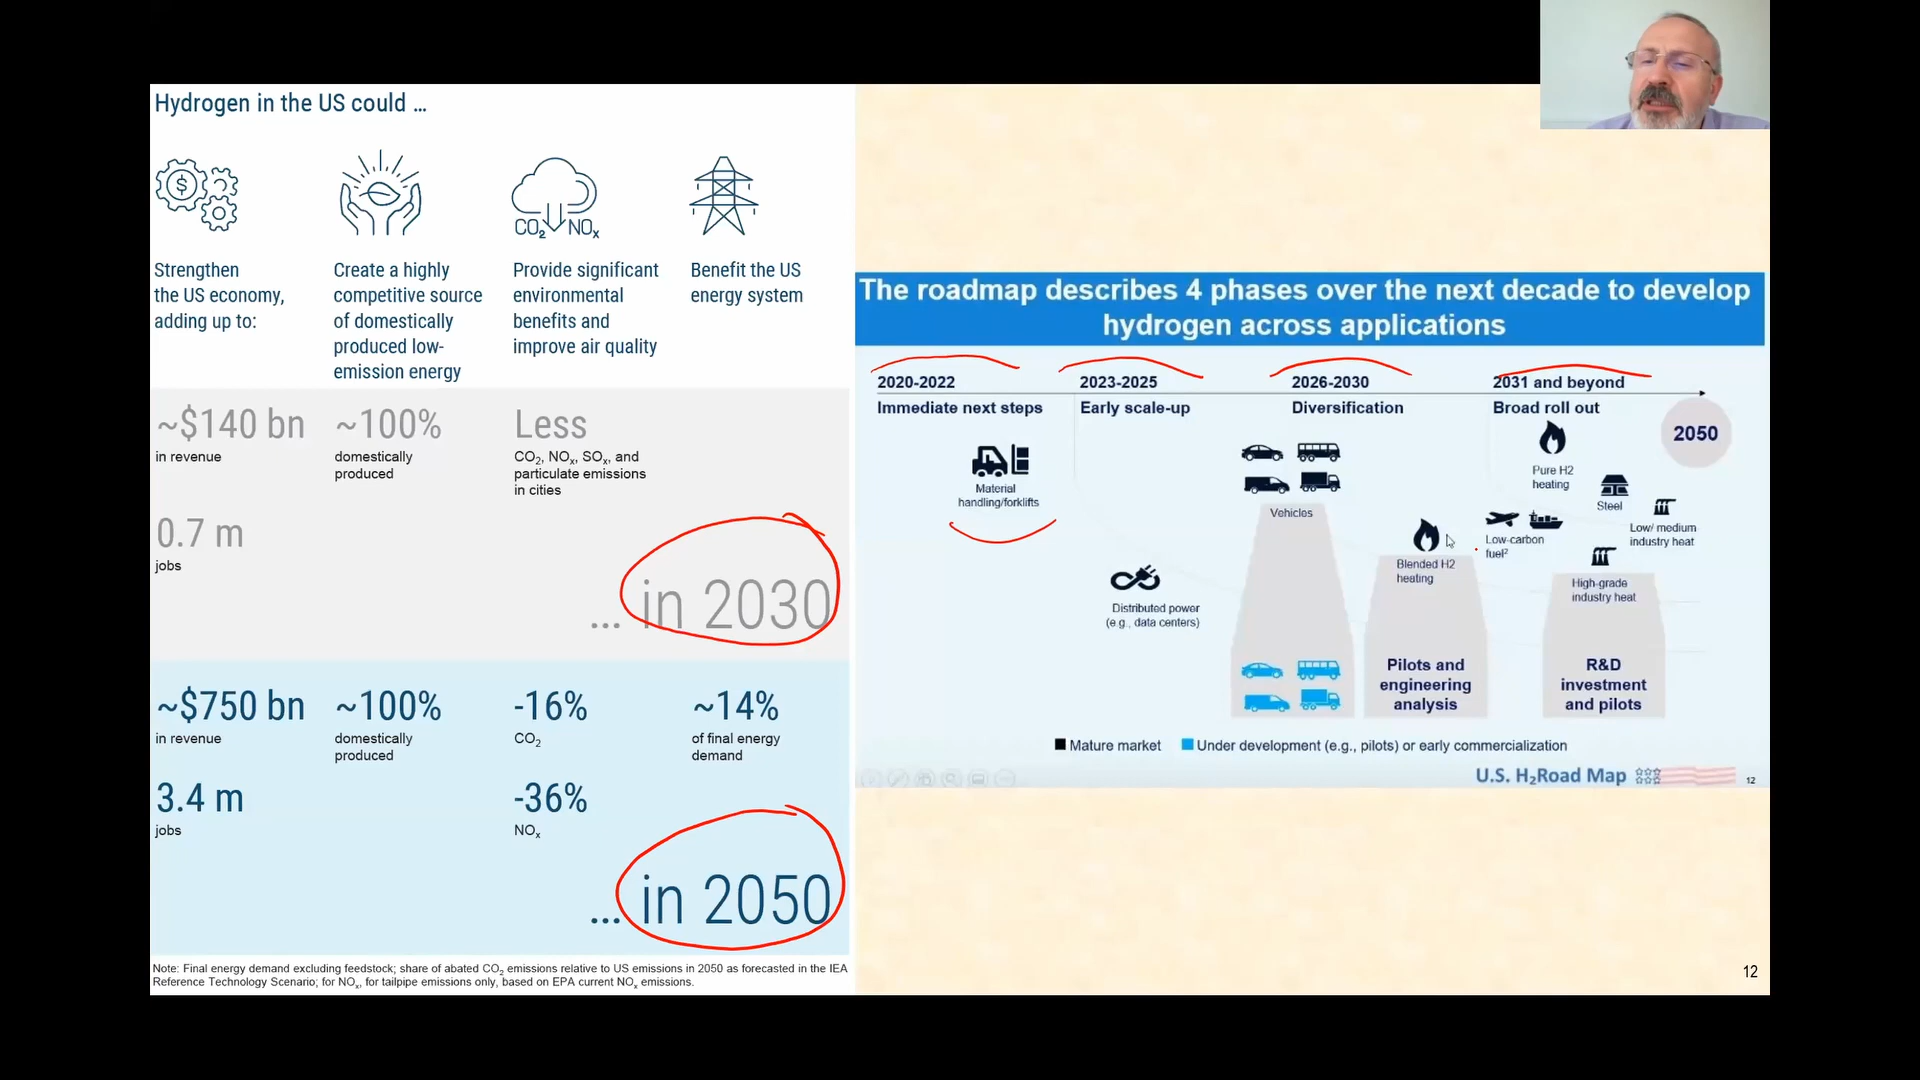 Hydrogen in the US could ...
$
CO₂ NOₓ
Strengthen
the US economy,
adding up to:
Create a highly
competitive source
of domestically
produced low-
emission energy
Provide significant
environmental
benefits and
improve air quality
Benefit the US
energy system
~$140 bn
in revenue
~100%
domestically
produced
Less
CO₂, NOₓ, SOₓ, and
particulate emissions
in cities
0.7 m
jobs
... in 2030
~$750 bn
in revenue
~100%
domestically
produced
-16%
CO₂
~14%
of final energy
demand
3.4 m
jobs
-36%
NOₓ
... in 2050
Note: Final energy demand excluding feedstock; share of abated CO₂ emissions relative to US emissions in 2050 as forecasted in the IEA
Reference Technology Scenario; for NOₓ, for tailpipe emissions only, based on EPA current NOₓ emissions.
The roadmap describes 4 phases over the next decade to develop
hydrogen across applications
2020-2022
Immediate next steps
2023-2025
Early scale-up
2026-2030
Diversification
2031 and beyond
Broad roll out
2050
Material
handling/forklifts
Distributed power
(e.g., data centers)
Vehicles
Blended H2
heating
Pilots and
engineering
analysis
Pure H2
heating
Steel
Low-carbon
fuel²
Low/ medium
industry heat
High-grade
industry heat
R&D
investment
and pilots
Mature market
Under development (e.g., pilots) or early commercialization
U.S. H₂Road Map
12
12